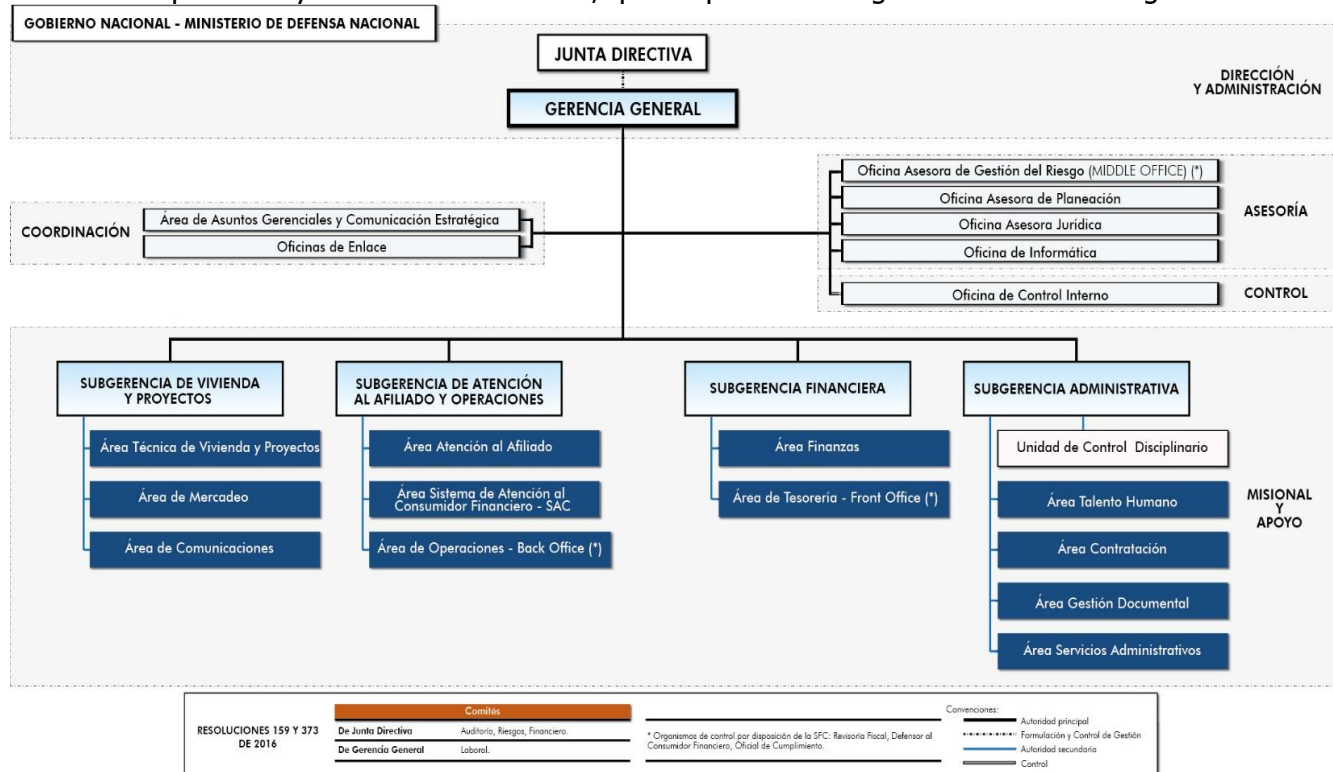 GOBIERNO NACIONAL - MINISTERIO DE DEFENSA NACIONAL
JUNTA DIRECTIVA
GERENCIA GENERAL
DIRECCIÓN
Y ADMINISTRACIÓN
COORDINACIÓN
Área de Asuntos Gerenciales y Comunicación Estratégica
Oficinas de Enlace
Oficina Asesora de Gestión del Riesgo (MIDDLE OFFICE) (*)
Oficina Asesora de Planeación
Oficina Asesora Jurídica
Oficina de Informática
ASESORÍA
Oficina de Control Interno
CONTROL
SUBGERENCIA DE VIVIENDA
Y PROYECTOS
Área Técnica de Vivienda y Proyectos
Área de Mercadeo
Área de Comunicaciones
SUBGERENCIA DE ATENCIÓN
AL AFILIADO Y OPERACIONES
Área Atención al Afiliado
Área Sistema de Atención al
Consumidor Financiero - SAC
Área de Operaciones - Back Office (*)
SUBGERENCIA FINANCIERA
Área Finanzas
Área de Tesorería - Front Office (*)
SUBGERENCIA ADMINISTRATIVA
Unidad de Control Disciplinario
Área Talento Humano
Área Contratación
Área Gestión Documental
Área Servicios Administrativos
MISIONAL
Y
APOYO
RESOLUCIONES 159 Y 373
DE 2016
Comités
De Junta Directiva Auditoría, Riesgos, Financiero.
De Gerencia General Laboral.
* Organismos de control por disposición de la SFC: Revisoría Fiscal, Defensor al
Consumidor Financiero, Oficial de Cumplimiento.
Convenciones:
Autoridad principal
Formulación y Control de Gestión
Autoridad secundaria
Control